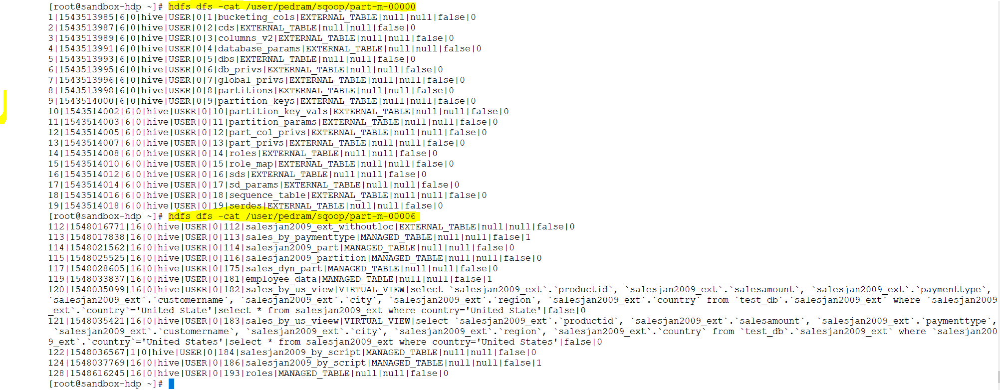 [root@sandbox-hdp ~]# hdfs dfs -cat /user/pedram/sqoop/part-m-00000
1|1543513985|6|0|hive|USER|0|1|bucketing_cols|EXTERNAL_TABLE|null|null|false|0
2|1543513987|6|0|hive|USER|0|2|cds|EXTERNAL_TABLE|null|null|false|0
3|1543513989|6|0|hive|USER|0|3|columns_v2|EXTERNAL_TABLE|null|null|false|0
4|1543513991|6|0|hive|USER|0|4|database_params|EXTERNAL_TABLE|null|null|false|0
5|1543513993|6|0|hive|USER|0|5|dbs|EXTERNAL_TABLE|null|null|false|0
6|1543513995|6|0|hive|USER|0|6|db_privs|EXTERNAL_TABLE|null|null|false|0
7|1543513996|6|0|hive|USER|0|7|global_privs|EXTERNAL_TABLE|null|null|false|0
8|1543513998|6|0|hive|USER|0|8|partitions|EXTERNAL_TABLE|null|null|false|0
9|1543514000|6|0|hive|USER|0|9|partition_keys|EXTERNAL_TABLE|null|null|false|0
10|1543514002|6|0|hive|USER|0|10|partition_key_vals|EXTERNAL_TABLE|null|null|false|0
11|1543514003|6|0|hive|USER|0|11|partition_params|EXTERNAL_TABLE|null|null|false|0
12|1543514005|6|0|hive|USER|0|12|part_col_privs|EXTERNAL_TABLE|null|null|false|0
13|1543514007|6|0|hive|USER|0|13|part_privs|EXTERNAL_TABLE|null|null|false|0
14|1543514008|6|0|hive|USER|0|14|roles|EXTERNAL_TABLE|null|null|false|0
15|1543514010|6|0|hive|USER|0|15|role_map|EXTERNAL_TABLE|null|null|false|0
16|1543514012|6|0|hive|USER|0|16|sds|EXTERNAL_TABLE|null|null|false|0
17|1543514014|6|0|hive|USER|0|17|sd_params|EXTERNAL_TABLE|null|null|false|0
18|1543514016|6|0|hive|USER|0|18|sequence_table|EXTERNAL_TABLE|null|null|false|0
19|1543514018|6|0|hive|USER|0|19|serdes|EXTERNAL_TABLE|null|null|false|0
[root@sandbox-hdp ~]# hdfs dfs -cat /user/pedram/sqoop/part-m-00006
112|1548016771|16|0|hive|USER|0|112|salesjan2009_ext_withoutloc|EXTERNAL_TABLE|null|null|false|0
113|1548017838|16|0|hive|USER|0|113|sales_by_paymenttype|MANAGED_TABLE|null|null|false|1
114|1548021562|16|0|hive|USER|0|114|salesjan2009_part|MANAGED_TABLE|null|null|false|0
115|1548025525|16|0|hive|USER|0|116|salesjan2009_partition|MANAGED_TABLE|null|null|false|0
117|1548028605|16|0|hive|USER|0|175|sales_dyn_part|MANAGED_TABLE|null|null|false|0
119|1548033837|16|0|hive|USER|0|181|employee_data|MANAGED_TABLE|null|null|false|1
120|1548035099|16|0|hive|USER|0|182|sales_by_us_view|VIRTUAL_VIEW|select `salesjan2009_ext`.`productid`, `salesjan2009_ext`.`salesamount`, `salesjan2009_ext`.`paymenttype`,
`salesjan2009_ext`.`customername`, `salesjan2009_ext`.`city`, `salesjan2009_ext`.`region`, `salesjan2009_ext`.`country` from `test_db`.`salesjan2009_ext` where `salesjan2009
_ext`.`country`='United State'|select * from salesjan2009_ext where country='United State'|false|0
121|1548035421|16|0|hive|USER|0|183|sales_by_us_vieew|VIRTUAL_VIEW|select `salesjan2009_ext`.`productid`, `salesjan2009_ext`.`salesamount`, `salesjan2009_ext`.`paymenttype`,
`salesjan2009_ext`.`customername`, `salesjan2009_ext`.`city`, `salesjan2009_ext`.`region`, `salesjan2009_ext`.`country` from `test_db`.`salesjan2009_ext` where `salesjan200
9_ext`.`country`='United States'|select * from salesjan2009_ext where country='United States'|false|0
122|1548036567|1|0|hive|USER|0|184|salesjan2009_by_script|MANAGED_TABLE|null|null|false|0
124|1548037769|16|0|hive|USER|0|186|salesjan2009_by_script|MANAGED_TABLE|null|null|false|1
128|1548616245|16|0|hive|USER|0|193|roles|MANAGED_TABLE|null|null|false|0
[root@sandbox-hdp ~]#